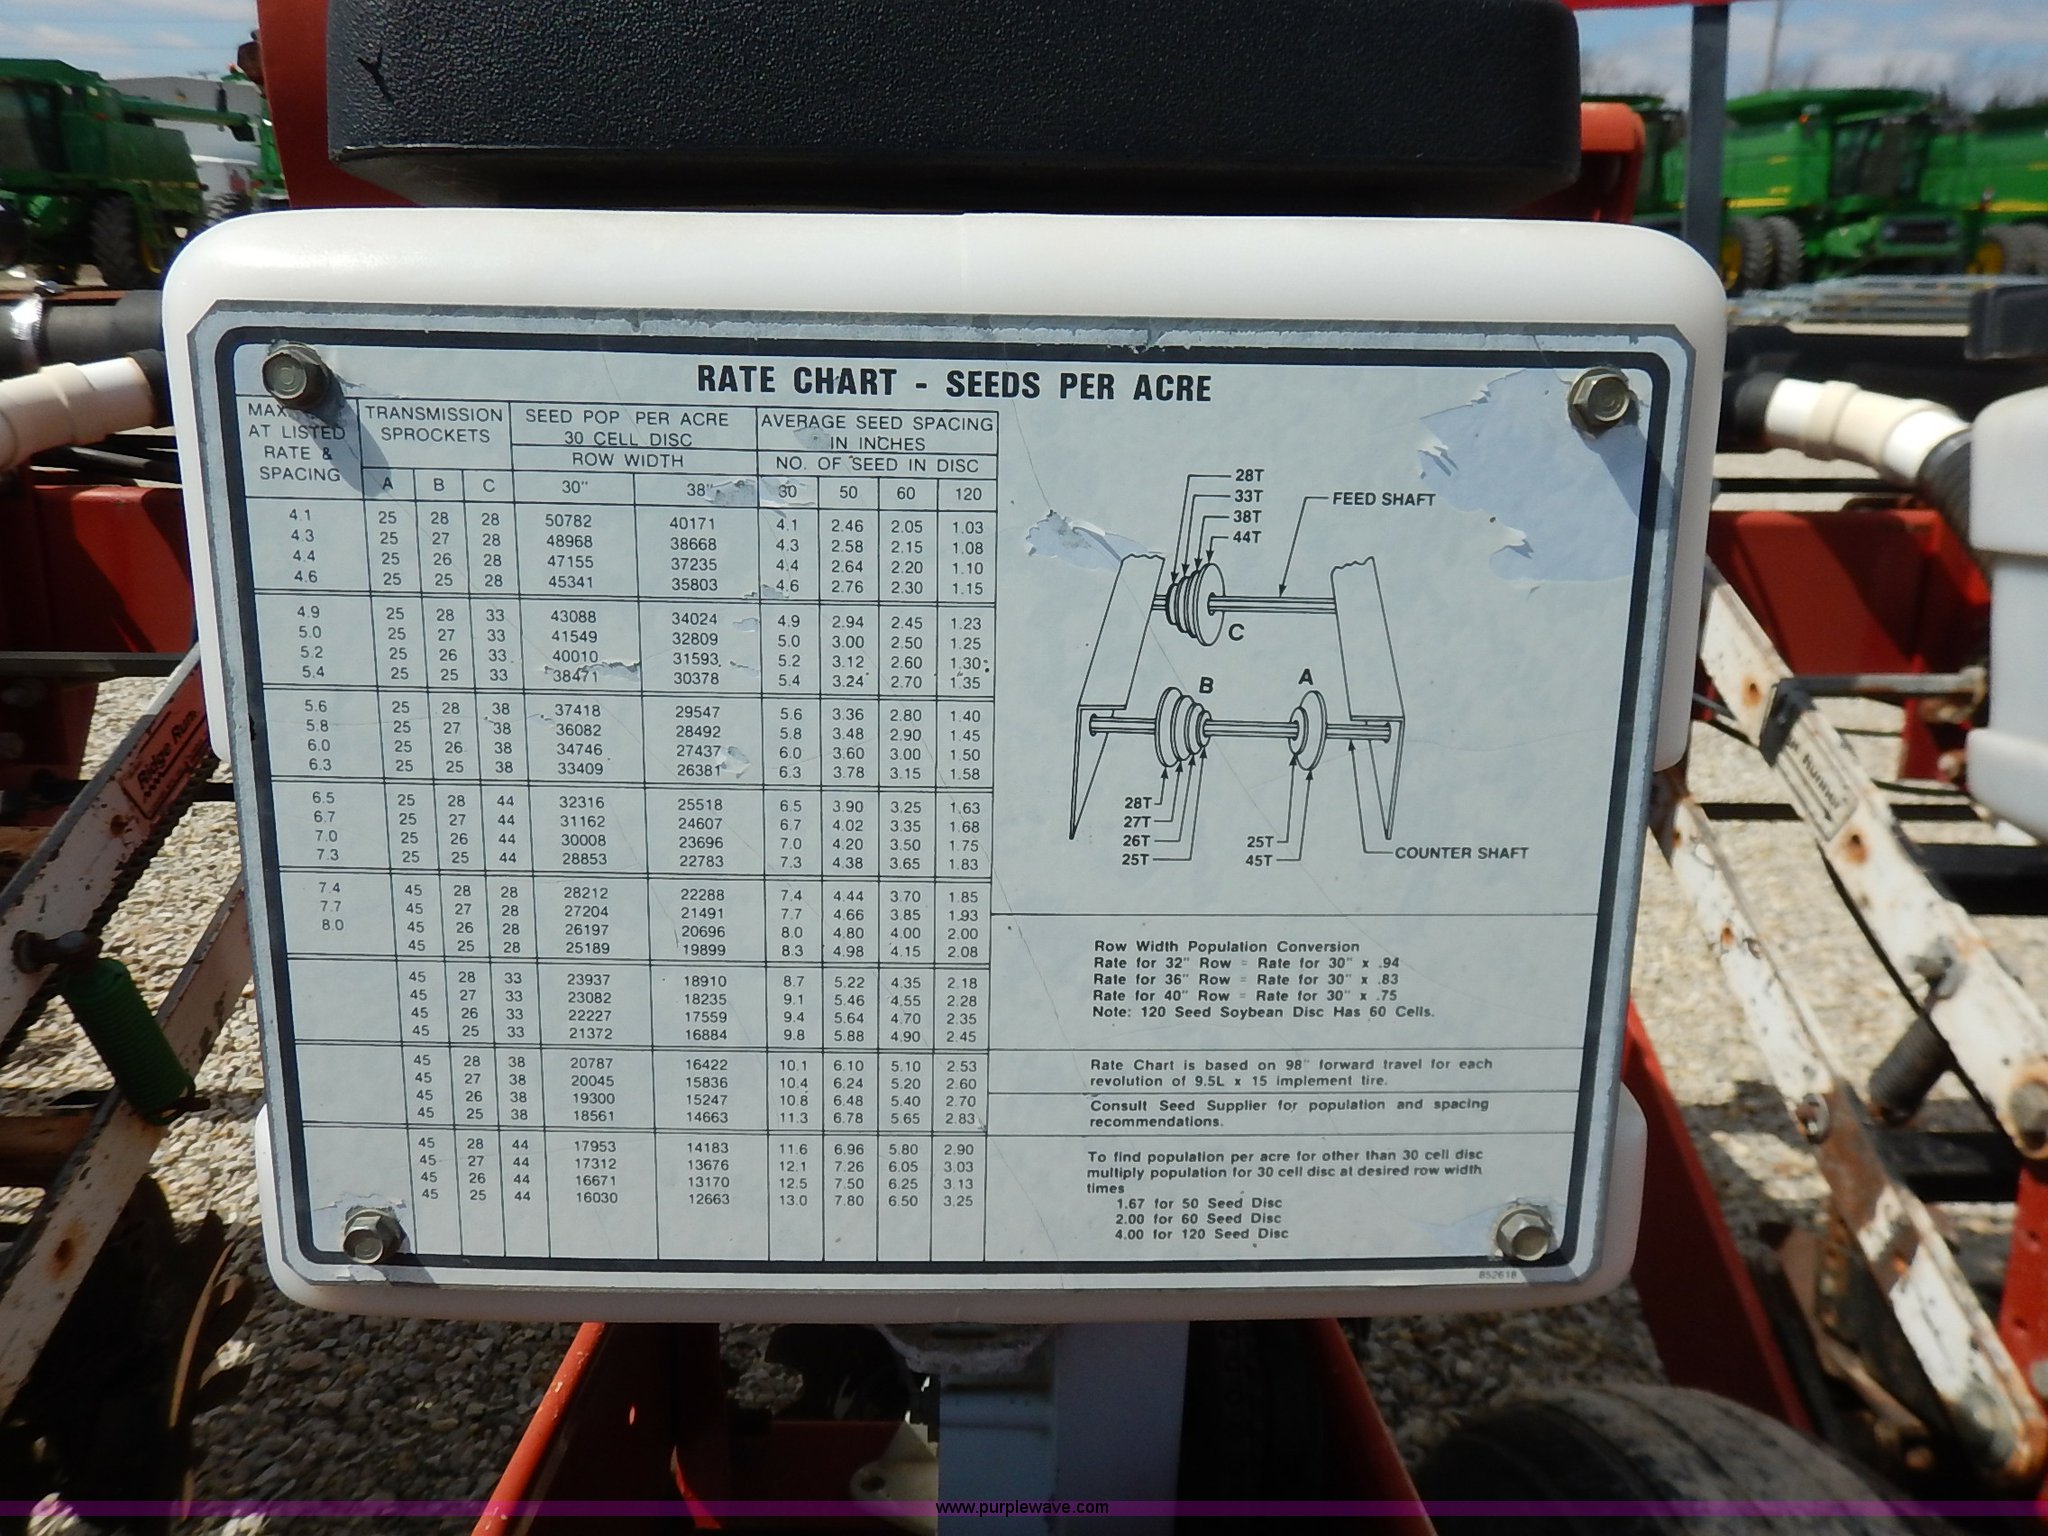 RATE CHART - SEEDS PER ACRE
MAX
AT LISTED
RATE &
SPACING
TRANSMISSION
SPROCKETS
SEED POP PER ACRE
30 CELL DISC
AVERAGE SEED SPACING
IN INCHES
ROW WIDTH
NO. OF SEED IN DISC
A B C 30" 38" 30 50 60 120
4.1 25 28 28 50782 40171 4.1 2.46 2.05 1.03
4.3 25 27 28 48968 38668 4.3 2.58 2.15 1.08
4.4 25 26 28 47155 37235 4.4 2.64 2.20 1.10
4.6 25 25 28 45341 35803 4.6 2.76 2.30 1.15
4.9 25 28 33 43088 34024 4.9 2.94 2.45 1.23
5.0 25 27 33 41549 32809 5.0 3.00 2.50 1.25
5.2 25 26 33 40010 31593 5.2 3.12 2.60 1.30
5.4 25 25 33 38471 30378 5.4 3.24 2.70 1.35
5.6 25 28 38 37418 29547 5.6 3.36 2.80 1.40
5.8 25 27 38 36082 28492 5.8 3.48 2.90 1.45
6.0 25 26 38 34746 27437 6.0 3.60 3.00 1.50
6.3 25 25 38 33409 26381 6.3 3.78 3.15 1.58
6.5 25 28 44 32316 25518 6.5 3.90 3.25 1.63
6.7 25 27 44 31162 24607 6.7 4.02 3.35 1.68
7.0 25 26 44 30008 23696 7.0 4.20 3.50 1.75
7.3 25 25 44 28853 22783 7.3 4.38 3.65 1.83
7.4 45 28 28 28212 22288 7.4 4.44 3.70 1.85
7.7 45 27 28 27204 21491 7.7 4.66 3.85 1.93
8.0 45 26 28 26197 20696 8.0 4.80 4.00 2.00
45 25 28 25189 19899 8.3 4.98 4.15 2.08
45 28 33 23937 18910 8.7 5.22 4.35 2.18
45 27 33 23082 18235 9.1 5.46 4.55 2.28
45 26 33 22227 17559 9.4 5.64 4.70 2.35
45 25 33 21372 16884 9.8 5.88 4.90 2.45
45 28 38 20787 16422 10.1 6.10 5.10 2.53
45 27 38 20045 15836 10.4 6.24 5.20 2.60
45 26 38 19300 15247 10.8 6.48 5.40 2.70
45 25 38 18561 14663 11.3 6.78 5.65 2.83
45 28 44 17953 14183 11.6 6.96 5.80 2.90
45 27 44 17312 13676 12.1 7.26 6.05 3.03
45 26 44 16671 13170 12.5 7.50 6.25 3.13
45 25 44 16030 12663 13.0 7.80 6.50 3.25
28T
33T
38T
44T
FEED SHAFT
C
B
A
28T
27T
26T
25T
25T
45T
COUNTER SHAFT
Row Width Population Conversion
Rate for 32" Row = Rate for 30" x .94
Rate for 36" Row = Rate for 30" x .83
Rate for 40" Row = Rate for 30" x .75
Note: 120 Seed Soybean Disc Has 60 Cells.
Rate Chart is based on 98" forward travel for each
revolution of 9.5L x 15 implement tire.
Consult Seed Supplier for population and spacing
recommendations.
To find population per acre for other than 30 cell disc
multiply population for 30 cell disc at desired row width
times
1.67 for 50 Seed Disc
2.00 for 60 Seed Disc
4.00 for 120 Seed Disc
852618
Ridge Runner
Runner
www.purplewave.com